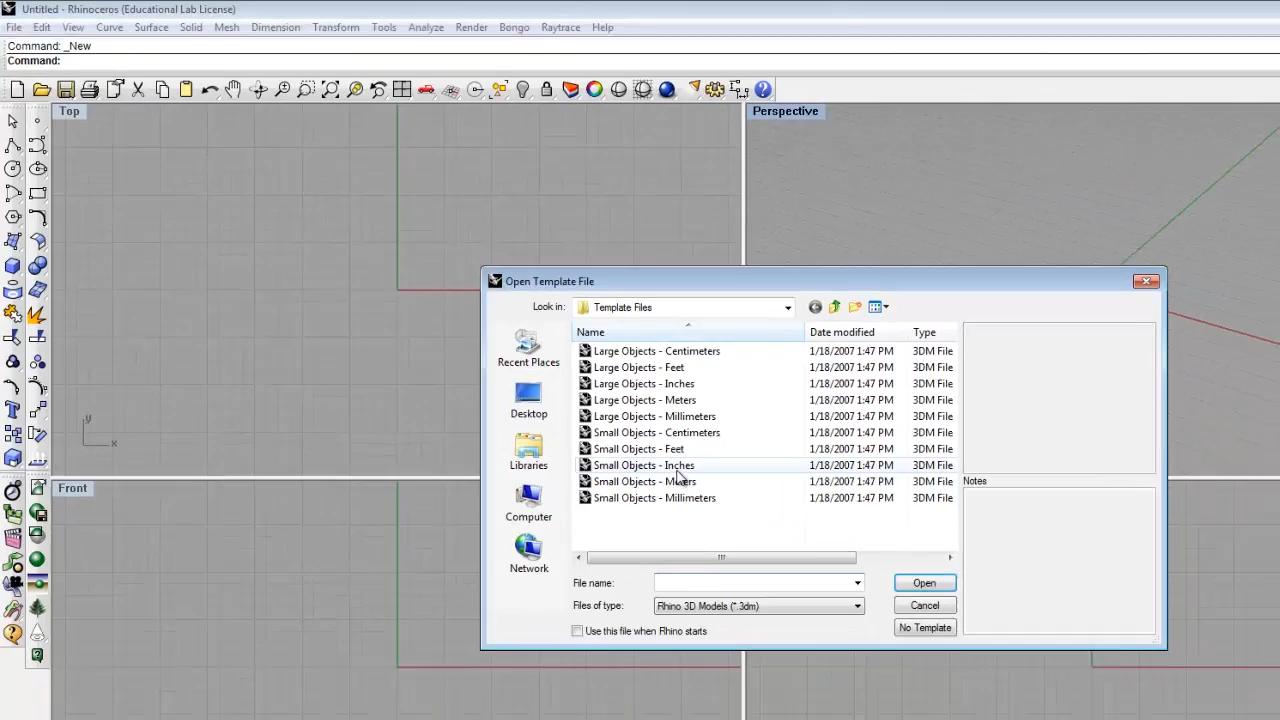 Untitled - Rhinoceros (Educational Lab License)
File Edit View Curve Surface Solid Mesh Dimension Transform Tools Analyze Render Bongo Raytrace Help
Command: _New
Command:
Top
Perspective
Open Template File
Look in: Template Files
Name Date modified Type
Large Objects - Centimeters 1/18/2007 1:47 PM 3DM File
Large Objects - Feet 1/18/2007 1:47 PM 3DM File
Large Objects - Inches 1/18/2007 1:47 PM 3DM File
Large Objects - Meters 1/18/2007 1:47 PM 3DM File
Large Objects - Millimeters 1/18/2007 1:47 PM 3DM File
Small Objects - Centimeters 1/18/2007 1:47 PM 3DM File
Small Objects - Feet 1/18/2007 1:47 PM 3DM File
Small Objects - Inches 1/18/2007 1:47 PM 3DM File
Small Objects - Meters 1/18/2007 1:47 PM 3DM File
Small Objects - Millimeters 1/18/2007 1:47 PM 3DM File
Recent Places
Desktop
Libraries
Computer
Network
Notes
File name:
Open
Files of type: Rhino 3D Models (*.3dm)
Cancel
Use this file when Rhino starts
No Template
y
x
Front